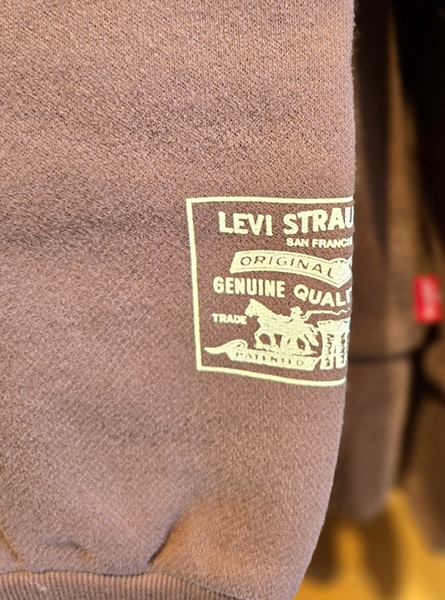 LEVI STRAU
SAN FRANCI
ORIGINAL
GENUINE QUALI
TRADE
PATENTED